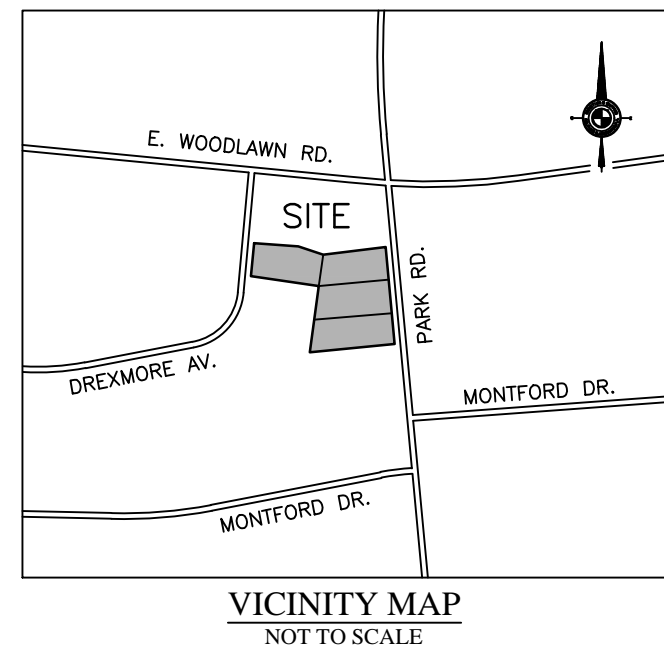 E. WOODLAWN RD.
SITE
PARK RD.
DREXMORE AV.
MONTFORD DR.
MONTFORD DR.
VICINITY MAP
NOT TO SCALE